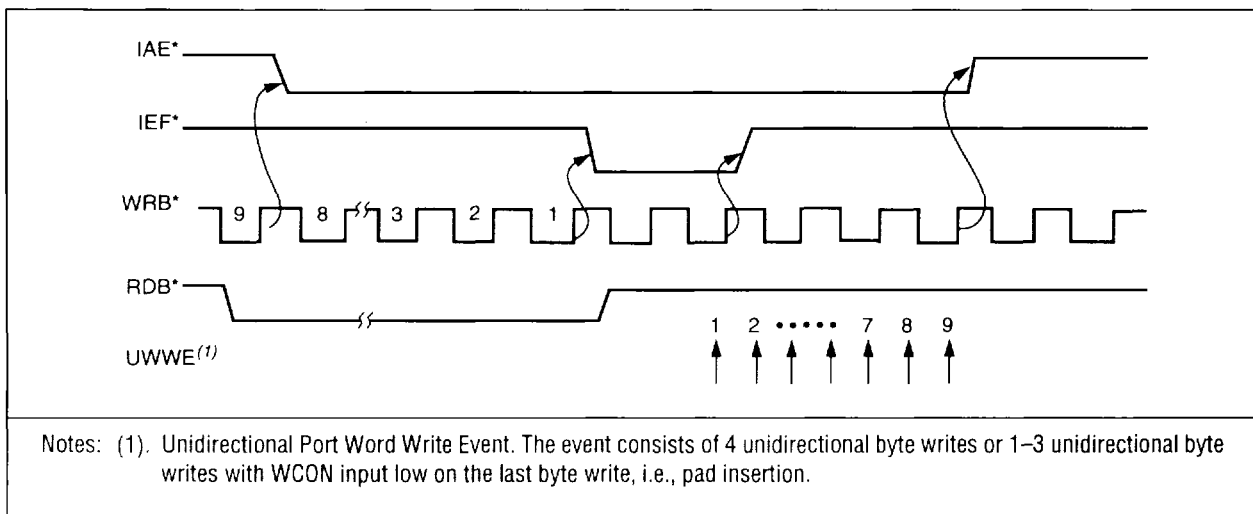 IAE*
IEF*
WRB* 9 8 3 2 1
RDB*
1 2 ••••• 7 8 9
UWWE(1)
Notes: (1). Unidirectional Port Word Write Event. The event consists of 4 unidirectional byte writes or 1–3 unidirectional byte
writes with WCON input low on the last byte write, i.e., pad insertion.